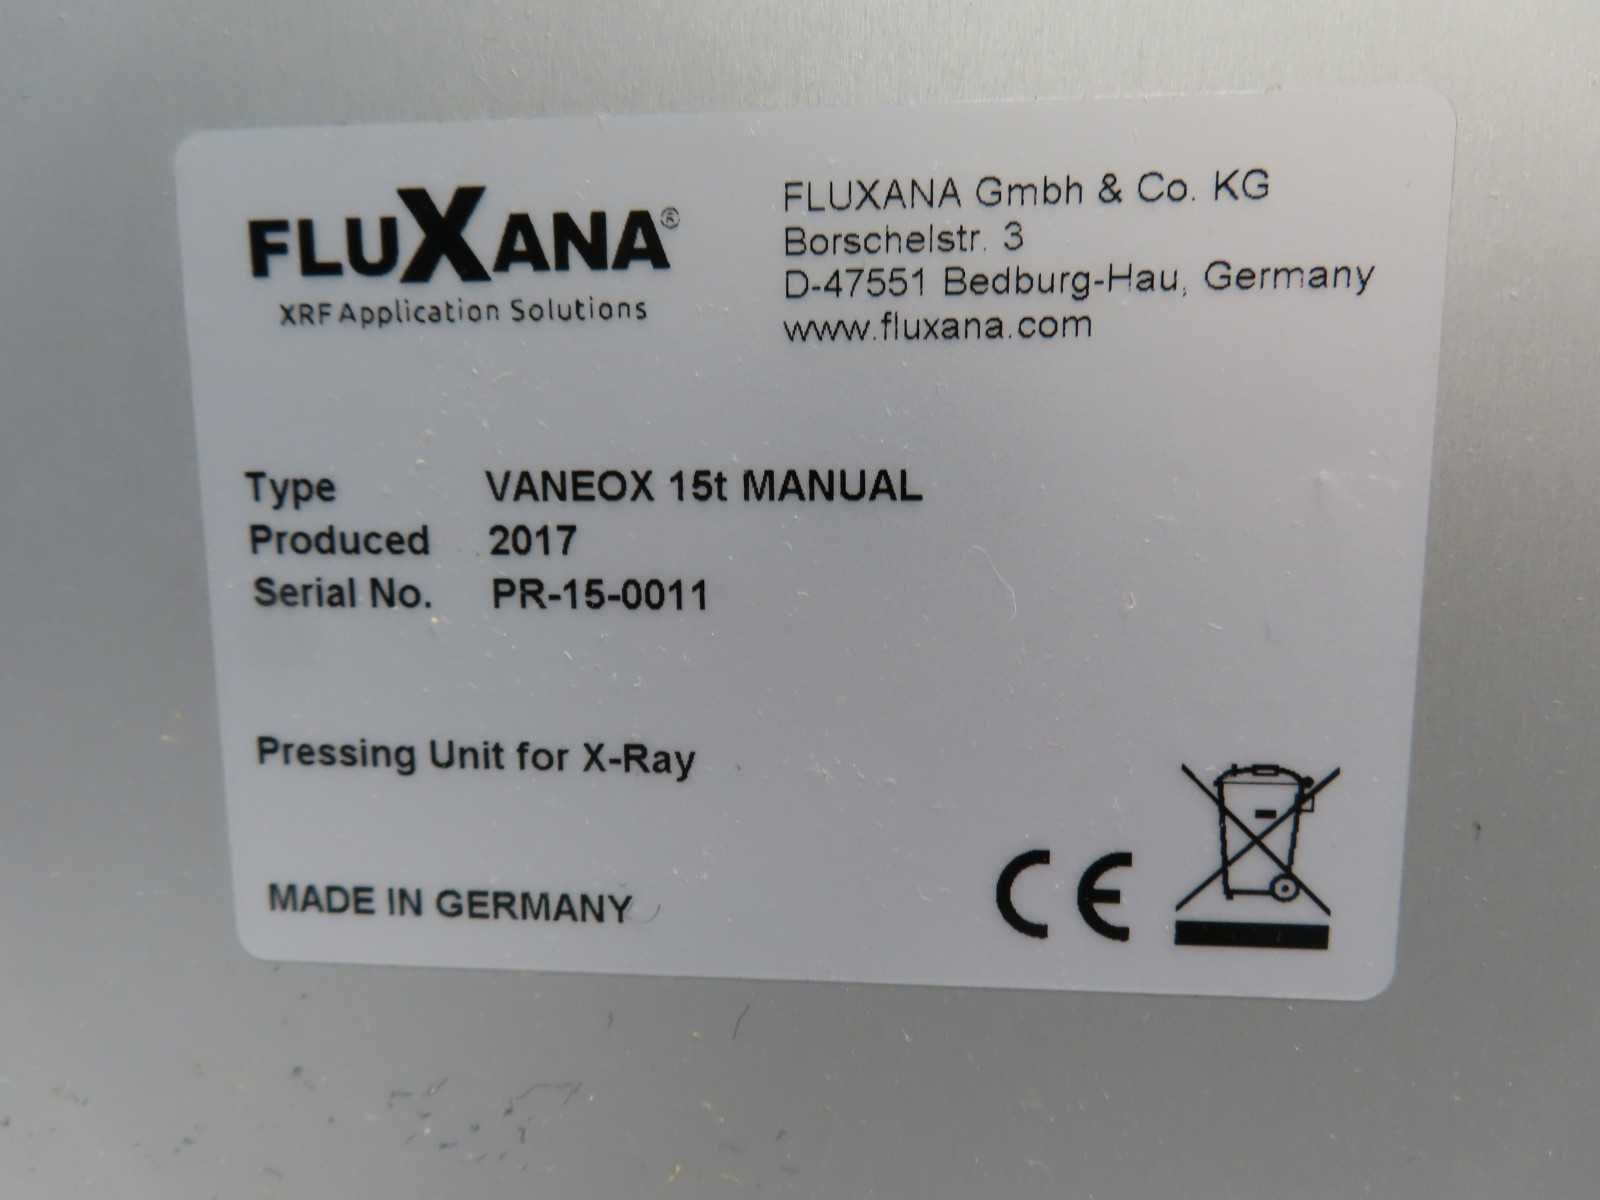 FLUXANA®
XRF Application Solutions
FLUXANA Gmbh & Co. KG
Borschelstr. 3
D-47551 Bedburg-Hau, Germany
www.fluxana.com
Type VANEOX 15t MANUAL
Produced 2017
Serial No. PR-15-0011
Pressing Unit for X-Ray
MADE IN GERMANY
CE